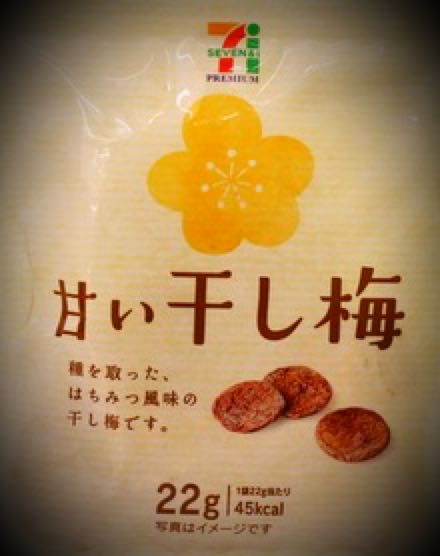 SEVEN&i
PREMIUM
甘い干し梅
種を取った、
はちみつ風味の
干し梅です。
22g
1袋22g当たり
45kcal
写真はイメージです